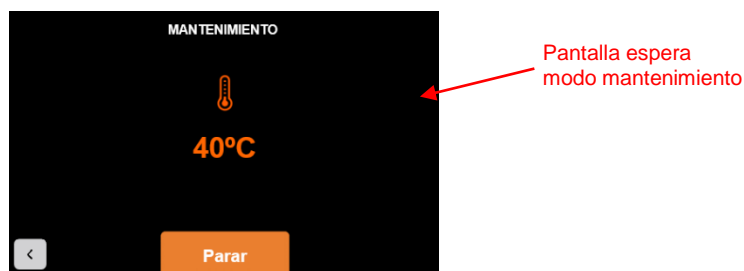 MANTENIMIENTO
40ºC
Parar
Pantalla espera
modo mantenimiento